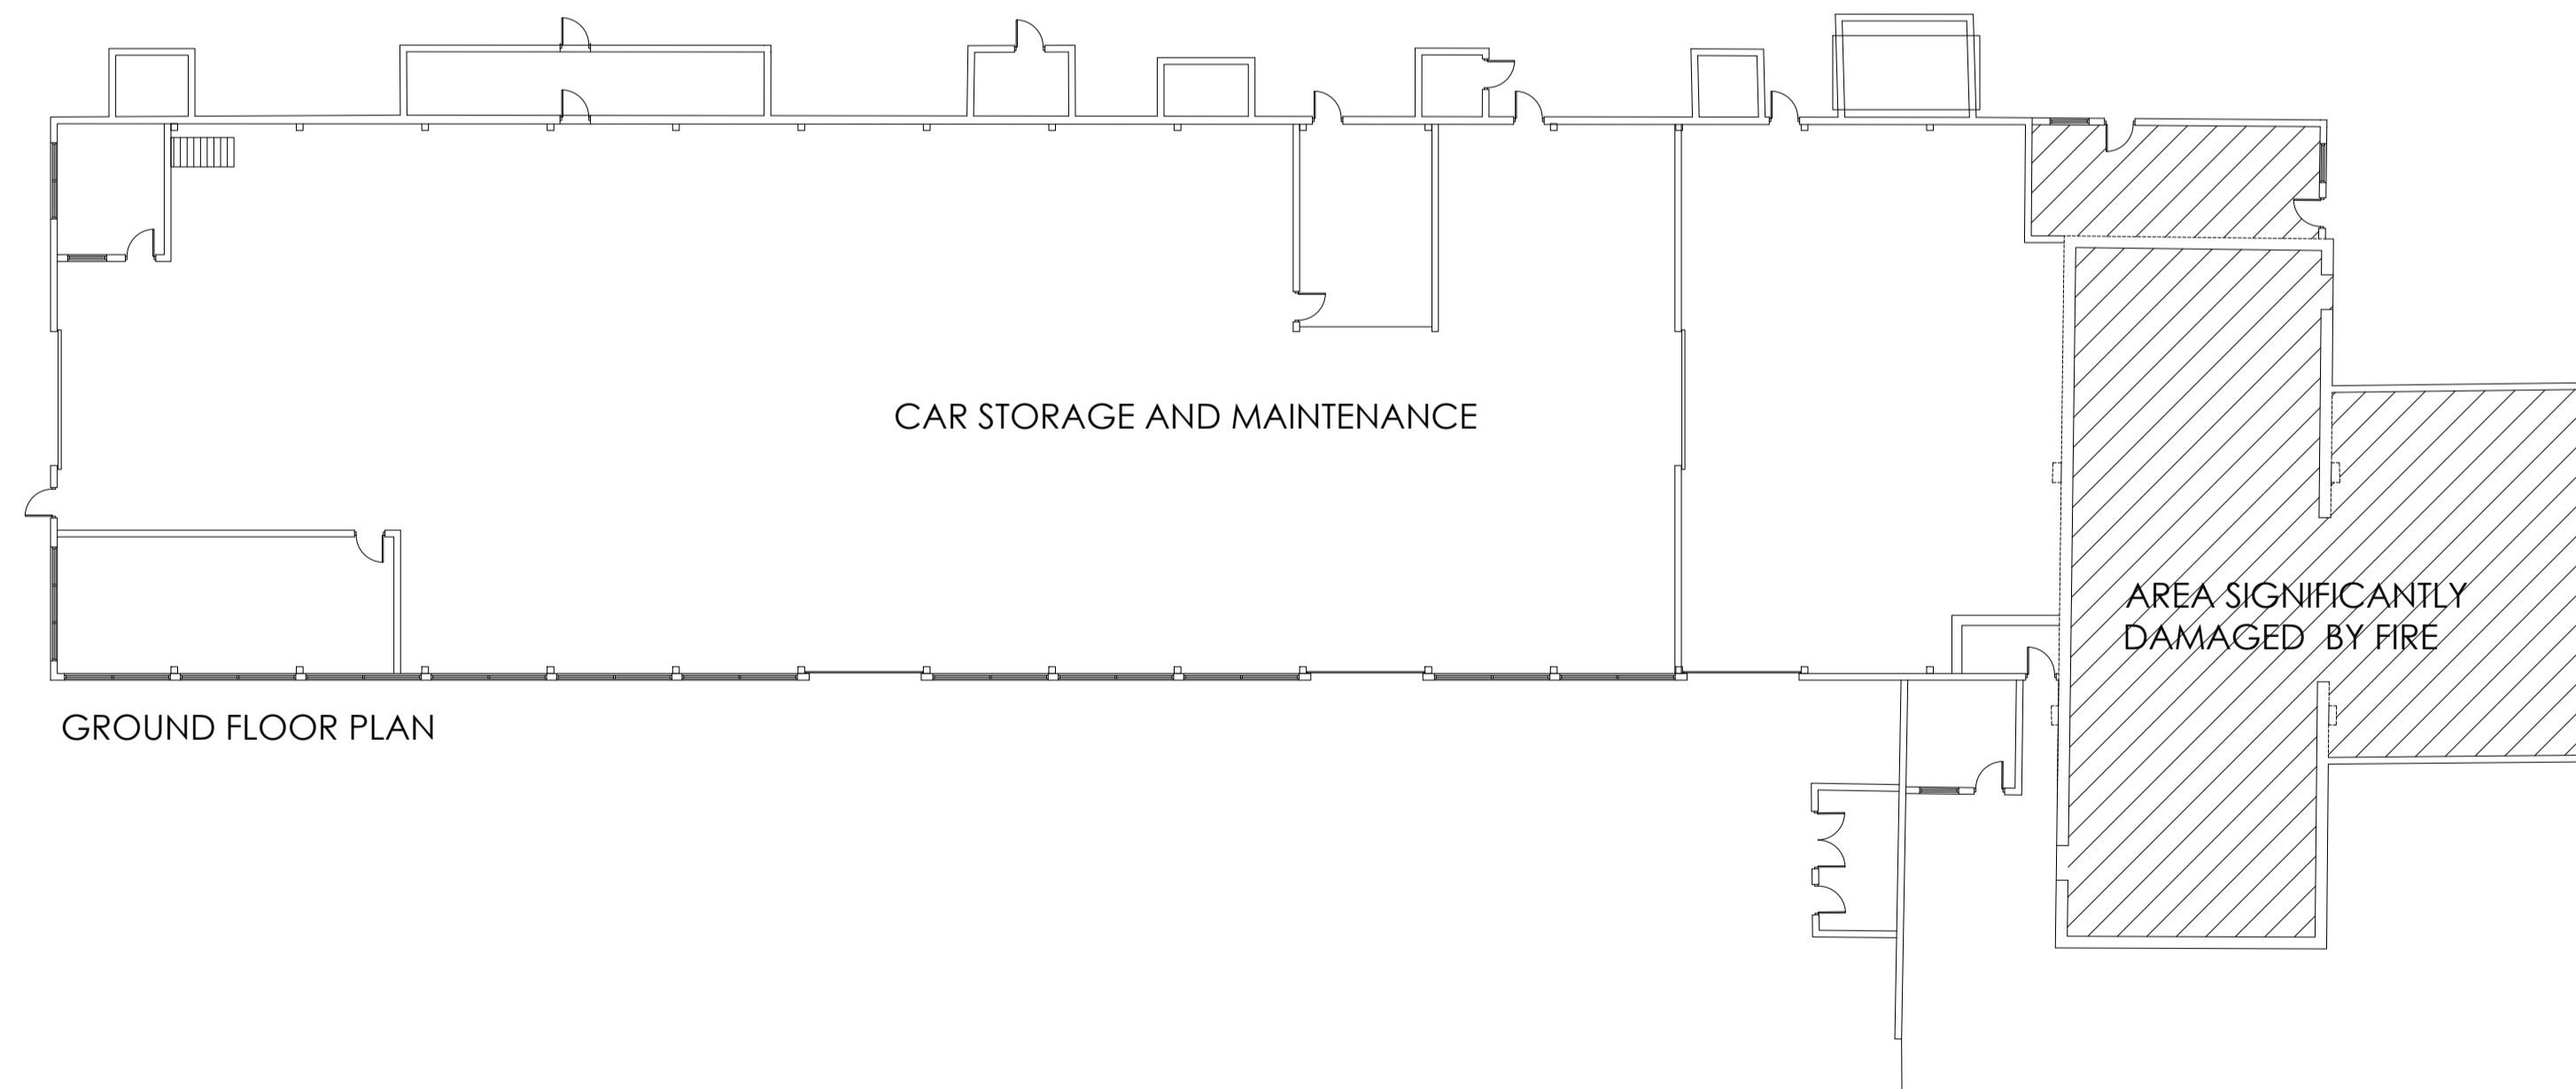 CAR STORAGE AND MAINTENANCE
AREA SIGNIFICANTLY
DAMAGED BY FIRE
GROUND FLOOR PLAN